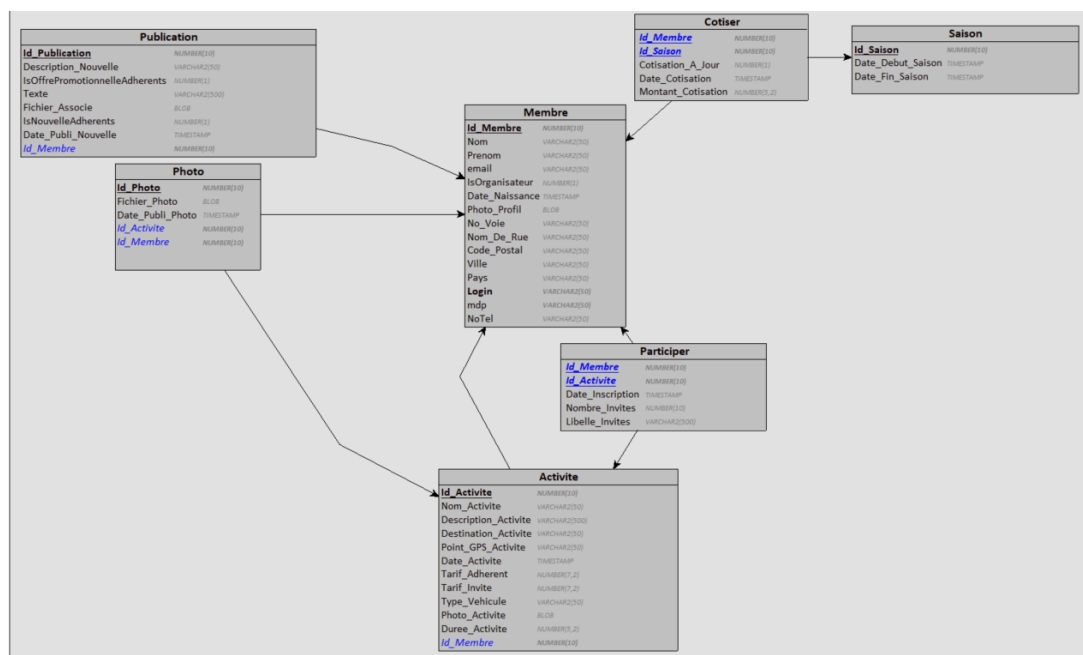 Publication
Id_Publication NUMBER(10)
Description_Nouvelle VARCHAR2(50)
IsOffrePromotionnelleAdherents NUMBER(1)
Texte VARCHAR2(500)
Fichier_Associe BLOB
IsNouvelleAdherents NUMBER(1)
Date_Publi_Nouvelle TIMESTAMP
Id_Membre NUMBER(10)
Cotiser
Id_Membre NUMBER(10)
Id_Saison NUMBER(10)
Cotisation_A_Jour NUMBER(1)
Date_Cotisation TIMESTAMP
Montant_Cotisation NUMBER(5,2)
Saison
Id_Saison NUMBER(10)
Date_Debut_Saison TIMESTAMP
Date_Fin_Saison TIMESTAMP
Membre
Id_Membre NUMBER(10)
Nom VARCHAR2(50)
Prenom VARCHAR2(50)
email VARCHAR2(50)
IsOrganisateur NUMBER(1)
Date_Naissance TIMESTAMP
Photo_Profil BLOB
No_Voie VARCHAR2(50)
Nom_De_Rue VARCHAR2(50)
Code_Postal VARCHAR2(50)
Ville VARCHAR2(50)
Pays VARCHAR2(50)
Login VARCHAR2(50)
mdp VARCHAR2(50)
NoTel VARCHAR2(50)
Photo
Id_Photo NUMBER(10)
Fichier_Photo BLOB
Date_Publi_Photo TIMESTAMP
Id_Activite NUMBER(10)
Id_Membre NUMBER(10)
Participer
Id_Membre NUMBER(10)
Id_Activite NUMBER(10)
Date_Inscription TIMESTAMP
Nombre_Invites NUMBER(10)
Libelle_Invites VARCHAR2(500)
Activite
Id_Activite NUMBER(10)
Nom_Activite VARCHAR2(50)
Description_Activite VARCHAR2(500)
Destination_Activite VARCHAR2(50)
Point_GPS_Activite VARCHAR2(50)
Date_Activite TIMESTAMP
Tarif_Adherent NUMBER(7,2)
Tarif_Invite NUMBER(7,2)
Type_Vehicule VARCHAR2(50)
Photo_Activite BLOB
Duree_Activite NUMBER(5,2)
Id_Membre NUMBER(10)